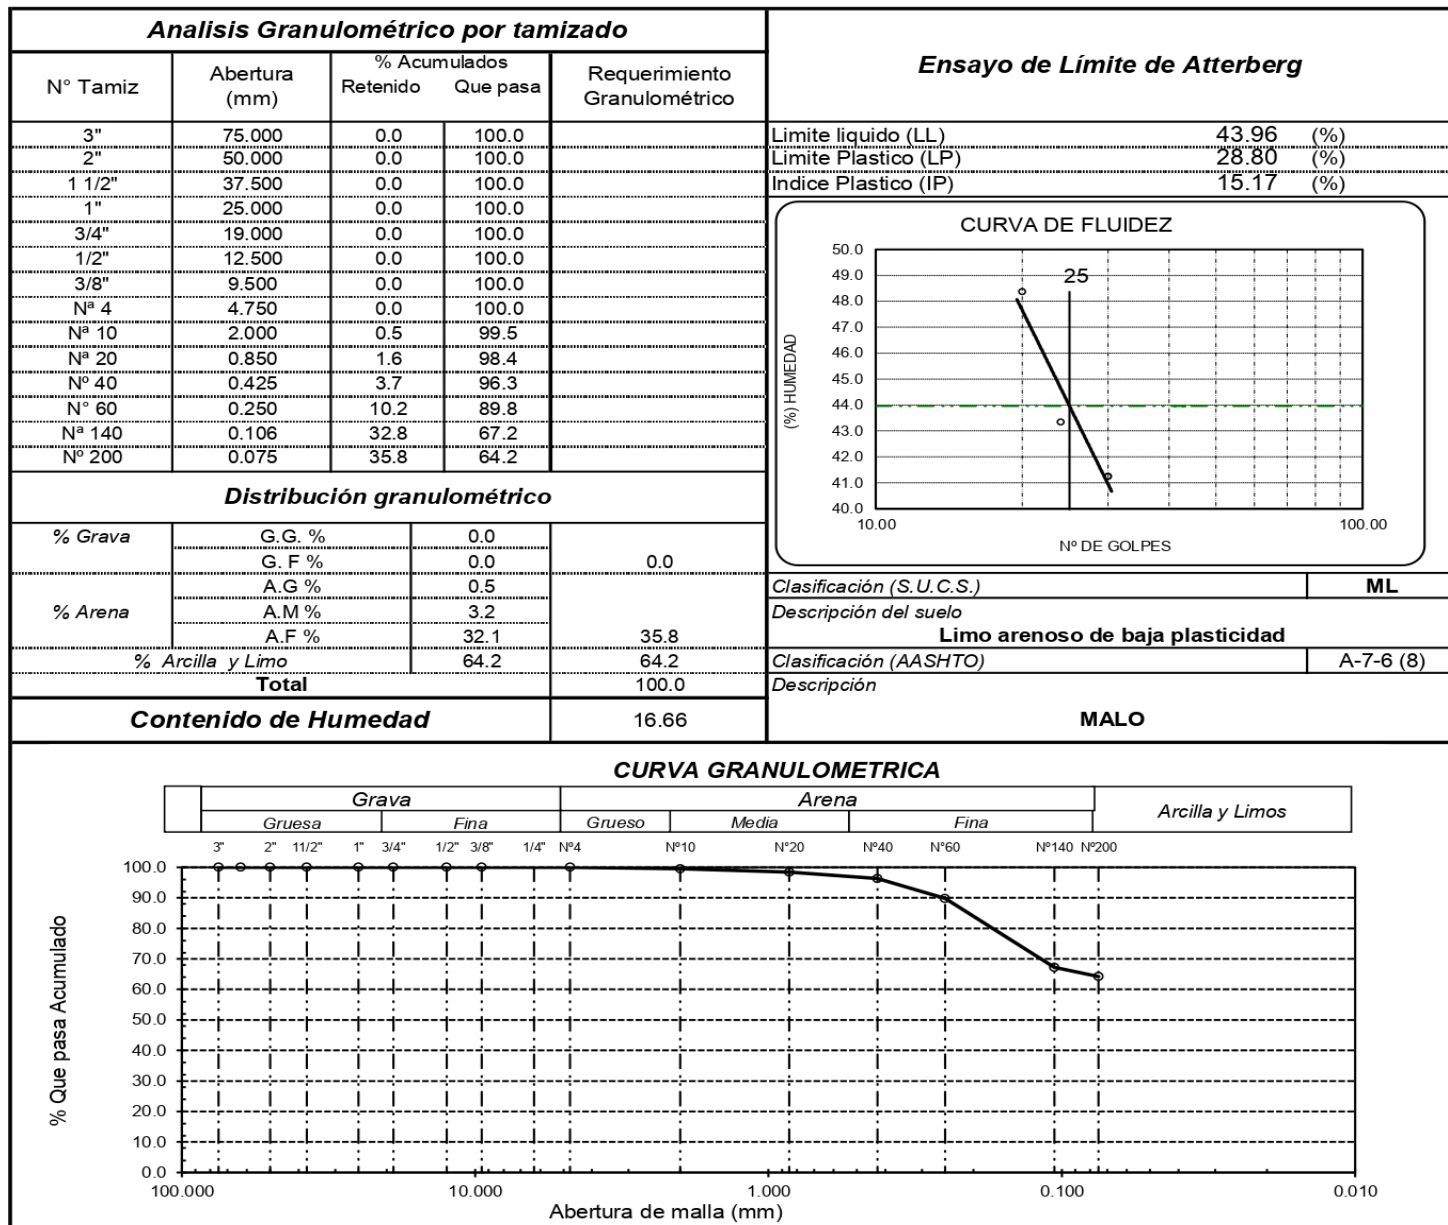 Analisis Granulométrico por tamizado
N° Tamiz
Abertura (mm)
% Acumulados
Retenido Que pasa
Requerimiento Granulométrico
3" 75.000 0.0 100.0
2" 50.000 0.0 100.0
1 1/2" 37.500 0.0 100.0
1" 25.000 0.0 100.0
3/4" 19.000 0.0 100.0
1/2" 12.500 0.0 100.0
3/8" 9.500 0.0 100.0
Nª 4 4.750 0.0 100.0
Nª 10 2.000 0.5 99.5
Nª 20 0.850 1.6 98.4
Nº 40 0.425 3.7 96.3
N° 60 0.250 10.2 89.8
Nª 140 0.106 32.8 67.2
Nº 200 0.075 35.8 64.2
Distribución granulométrico
% Grava G.G. % 0.0
G. F % 0.0 0.0
A.G % 0.5
% Arena A.M % 3.2
A.F % 32.1 35.8
% Arcilla y Limo 64.2 64.2
Total 100.0
Contenido de Humedad 16.66
Ensayo de Límite de Atterberg
Limite liquido (LL) 43.96 (%)
Limite Plastico (LP) 28.80 (%)
Indice Plastico (IP) 15.17 (%)
CURVA DE FLUIDEZ
(%) HUMEDAD
50.0
49.0
48.0
47.0
46.0
45.0
44.0
43.0
42.0
41.0
40.0
25
10.00 100.00
Nº DE GOLPES
Clasificación (S.U.C.S.) ML
Descripción del suelo
Limo arenoso de baja plasticidad
Clasificación (AASHTO) A-7-6 (8)
Descripción
MALO
CURVA GRANULOMETRICA
Grava Arena Arcilla y Limos
Gruesa Fina Grueso Media Fina
3" 2" 11/2" 1" 3/4" 1/2" 3/8" 1/4" Nº4 Nº10 N°20 N°40 N°60 Nº140 Nº200
% Que pasa Acumulado
100.0
90.0
80.0
70.0
60.0
50.0
40.0
30.0
20.0
10.0
0.0
100.000 10.000 1.000 0.100 0.010
Abertura de malla (mm)